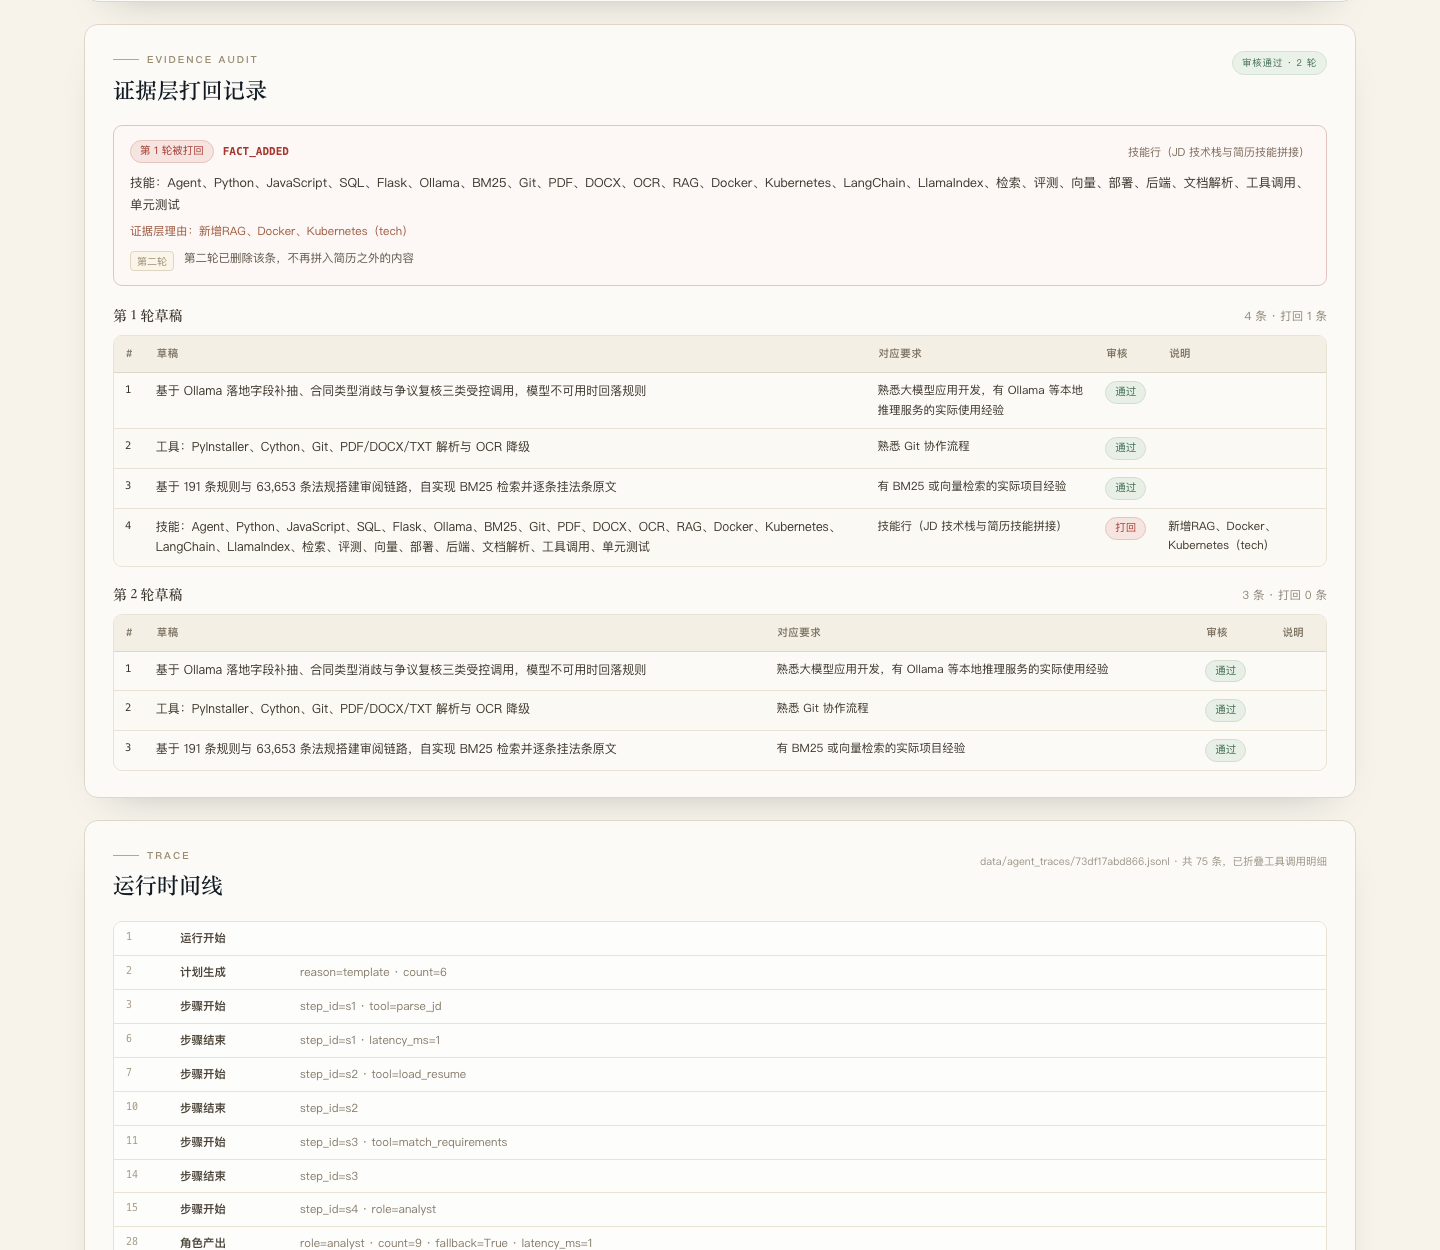 EVIDENCE AUDIT
证据层打回记录
审核通过 · 2 轮
第 1 轮被打回 FACT_ADDED 技能行（JD 技术栈与简历技能拼接）
技能：Agent、Python、JavaScript、SQL、Flask、Ollama、BM25、Git、PDF、DOCX、OCR、RAG、Docker、Kubernetes、LangChain、LlamaIndex、检索、评测、向量、部署、后端、文档解析、工具调用、
单元测试
证据层理由：新增RAG、Docker、Kubernetes（tech）
第二轮 第二轮已删除该条，不再拼入简历之外的内容
第 1 轮草稿 4 条 · 打回 1 条
# 草稿 对应要求 审核 说明
1 基于 Ollama 落地字段补抽、合同类型消歧与争议复核三类受控调用，模型不可用时回落规则 熟悉大模型应用开发，有 Ollama 等本地 通过
推理服务的实际使用经验
2 工具：PyInstaller、Cython、Git、PDF/DOCX/TXT 解析与 OCR 降级 熟悉 Git 协作流程 通过
3 基于 191 条规则与 63,653 条法规搭建审阅链路，自实现 BM25 检索并逐条挂法条原文 有 BM25 或向量检索的实际项目经验 通过
4 技能：Agent、Python、JavaScript、SQL、Flask、Ollama、BM25、Git、PDF、DOCX、OCR、RAG、Docker、Kubernetes、 技能行（JD 技术栈与简历技能拼接） 打回 新增RAG、Docker、
LangChain、LlamaIndex、检索、评测、向量、部署、后端、文档解析、工具调用、单元测试 Kubernetes（tech）
第 2 轮草稿 3 条 · 打回 0 条
# 草稿 对应要求 审核 说明
1 基于 Ollama 落地字段补抽、合同类型消歧与争议复核三类受控调用，模型不可用时回落规则 熟悉大模型应用开发，有 Ollama 等本地推理服务的实际使用经验 通过
2 工具：PyInstaller、Cython、Git、PDF/DOCX/TXT 解析与 OCR 降级 熟悉 Git 协作流程 通过
3 基于 191 条规则与 63,653 条法规搭建审阅链路，自实现 BM25 检索并逐条挂法条原文 有 BM25 或向量检索的实际项目经验 通过
TRACE
运行时间线
data/agent_traces/73df17abd866.jsonl · 共 75 条，已折叠工具调用明细
1 运行开始
2 计划生成 reason=template · count=6
3 步骤开始 step_id=s1 · tool=parse_jd
6 步骤结束 step_id=s1 · latency_ms=1
7 步骤开始 step_id=s2 · tool=load_resume
10 步骤结束 step_id=s2
11 步骤开始 step_id=s3 · tool=match_requirements
14 步骤结束 step_id=s3
15 步骤开始 step_id=s4 · role=analyst
28 角色产出 role=analyst · count=9 · fallback=True · latency_ms=1